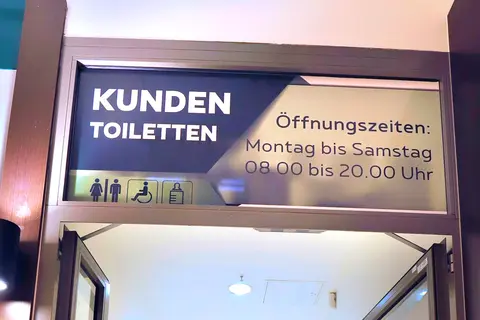 KUNDEN
TOILETTEN
Öffnungszeiten:
Montag bis Samstag
08 00 bis 20.00 Uhr